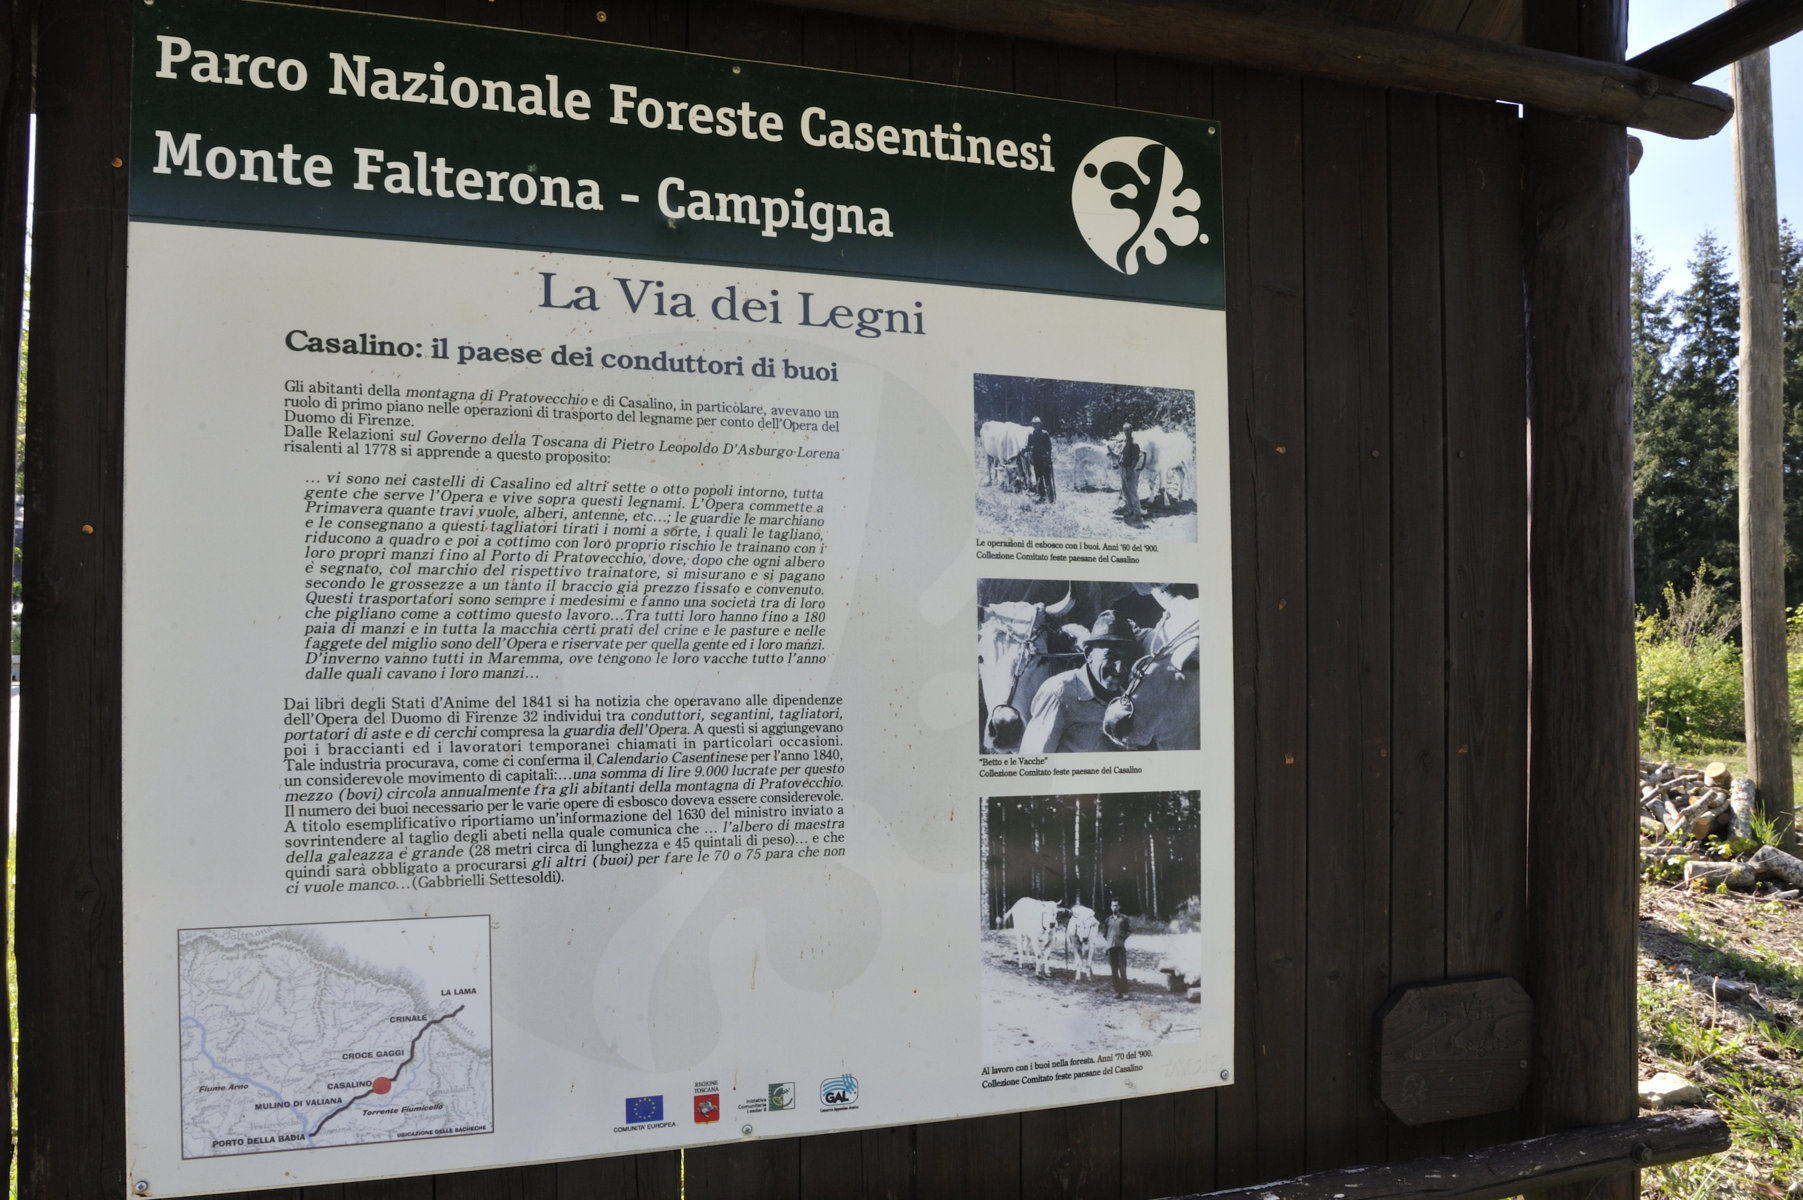 Parco Nazionale Foreste Casentinesi
Monte Falterona - Campigna
La Via dei Legni
Casalino: il paese dei conduttori di buoi
Gli abitanti della montagna di Pratovecchio e di Casalino, in particolare, avevano un
ruolo di primo piano nelle operazioni di trasporto del legname per conto dell'Opera del
Duomo di Firenze.
Dalle Relazioni sul Governo della Toscana di Pietro Leopoldo D'Asburgo-Lorena
risalenti al 1778 si apprende a questo proposito:
... vi sono nei castelli di Casalino ed altri sette o otto popoli intorno, tutta
gente che serve l'Opera e vive sopra questi legnami. L'Opera commette a
Primavera quante travi vuole, alberi, antenne, etc...; le guardie le marchiano
e le consegnano a questi tagliatori tirati i nomi a sorte, i quali le tagliano,
riducono a quadro e poi a cottimo con loro proprio rischio le trainano con i
loro propri manzi fino al Porto di Pratovecchio, dove, dopo che ogni albero
è segnato, col marchio del rispettivo trainatore, si misurano e si pagano
secondo le grossezze a un tanto il braccio già prezzo fissato e convenuto.
Questi trasportatori sono sempre i medesimi e fanno una società tra di loro
che pigliano come a cottimo questo lavoro...Tra tutti loro hanno fino a 180
paia di manzi e in tutta la macchia certi prati del crine e le pasture e nelle
faggete del miglio sono dell'Opera e riservate per quella gente ed i loro manzi.
D'inverno vanno tutti in Maremma, ove tengono le loro vacche tutto l'anno
dalle quali cavano i loro manzi...
Dai libri degli Stati d'Anime del 1841 si ha notizia che operavano alle dipendenze
dell'Opera del Duomo di Firenze 32 individui tra conduttori, segantini, tagliatori,
portatori di aste e di cerchi compresa la guardia dell'Opera. A questi si aggiungevano
poi i braccianti ed i lavoratori temporanei chiamati in particolari occasioni.
Tale industria procurava, come ci conferma il Calendario Casentinese per l'anno 1840,
un considerevole movimento di capitali:...una somma di lire 9.000 lucrate per questo
mezzo (bovi) circola annualmente fra gli abitanti della montagna di Pratovecchio.
Il numero dei buoi necessario per le varie opere di esbosco doveva essere considerevole.
A titolo esemplificativo riportiamo un'informazione del 1630 del ministro inviato a
sovrintendere al taglio degli abeti nella quale comunica che ... l'albero di maestra
della galeazza è grande (28 metri circa di lunghezza e 45 quintali di peso)... e che
quindi sarà obbligato a procurarsi gli altri (buoi) per fare le 70 o 75 para che non
ci vuole manco...(Gabbrielli Settesoldi).
Le operazioni di esbosco con i buoi. Anni '60 del '900.
Collezione Comitato feste paesane del Casalino
"Betto e le Vacche"
Collezione Comitato feste paesane del Casalino
Al lavoro con i buoi nella foresta. Anni '70 del '900.
Collezione Comitato feste paesane del Casalino
Falterona
LA LAMA
CRINALE
CROCE GAGGI
CASALINO
Fiume Arno
MULINO DI VALIANA
Torrente Fiumicello
PORTO DELLA BADIA
UBICAZIONE DELLE BACHECHE
COMUNITA' EUROPEA
REGIONE
TOSCANA
Iniziativa
Comunitaria
Leader II
GAL
La Via
dei Legni